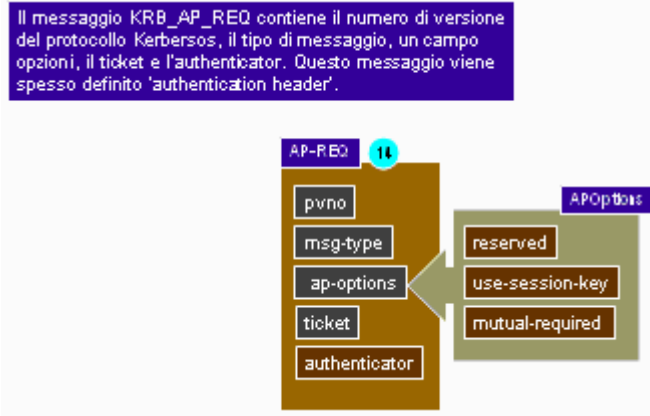 Il messaggio KRB_AP_REQ contiene il numero di versione
del protocollo Kerbersos, il tipo di messaggio, un campo
opzioni, il ticket e l'authenticator. Questo messaggio viene
spesso definito 'authentication header'.
AP-REQ 14
pvno
msg-type
ap-options
ticket
authenticator
APOptions
reserved
use-session-key
mutual-required